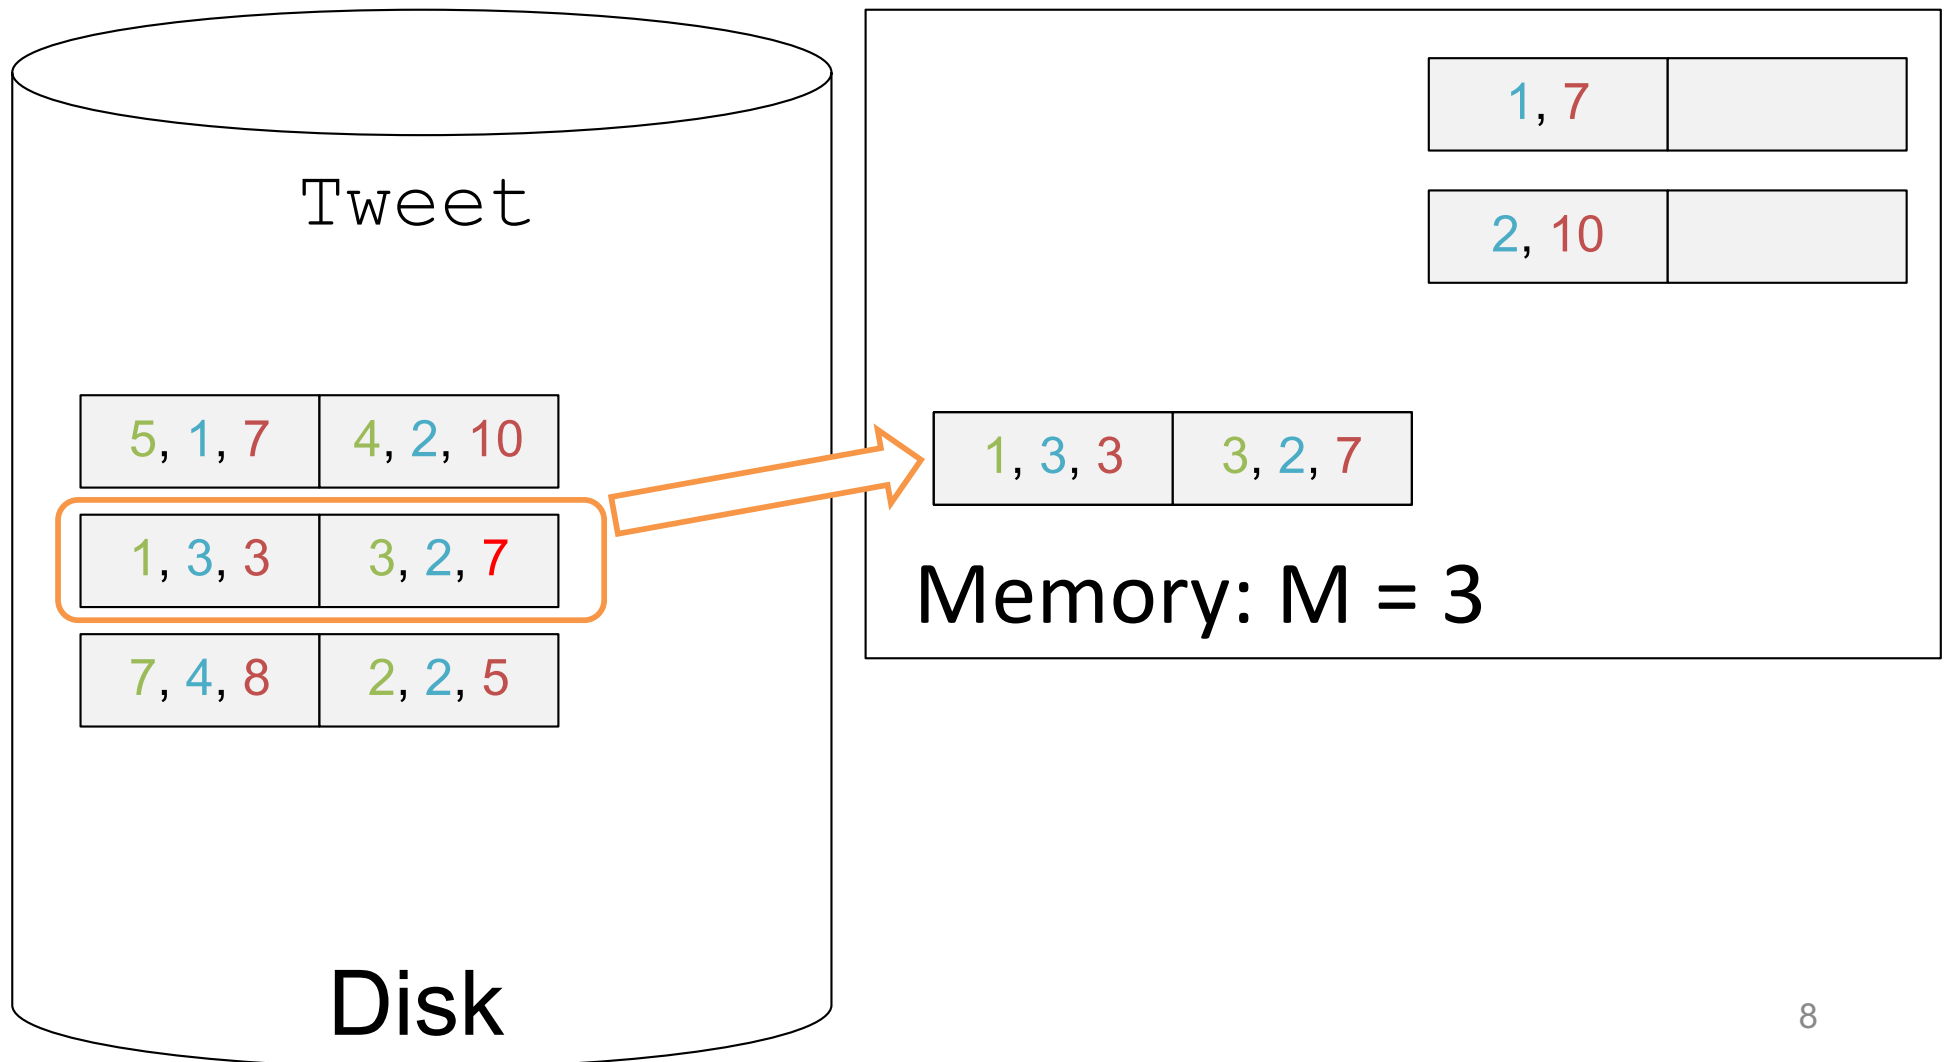 Tweet
5, 1, 7 4, 2, 10
1, 3, 3 3, 2, 7
7, 4, 8 2, 2, 5
Disk
1, 7
2, 10
1, 3, 3 3, 2, 7
Memory: M = 3
8